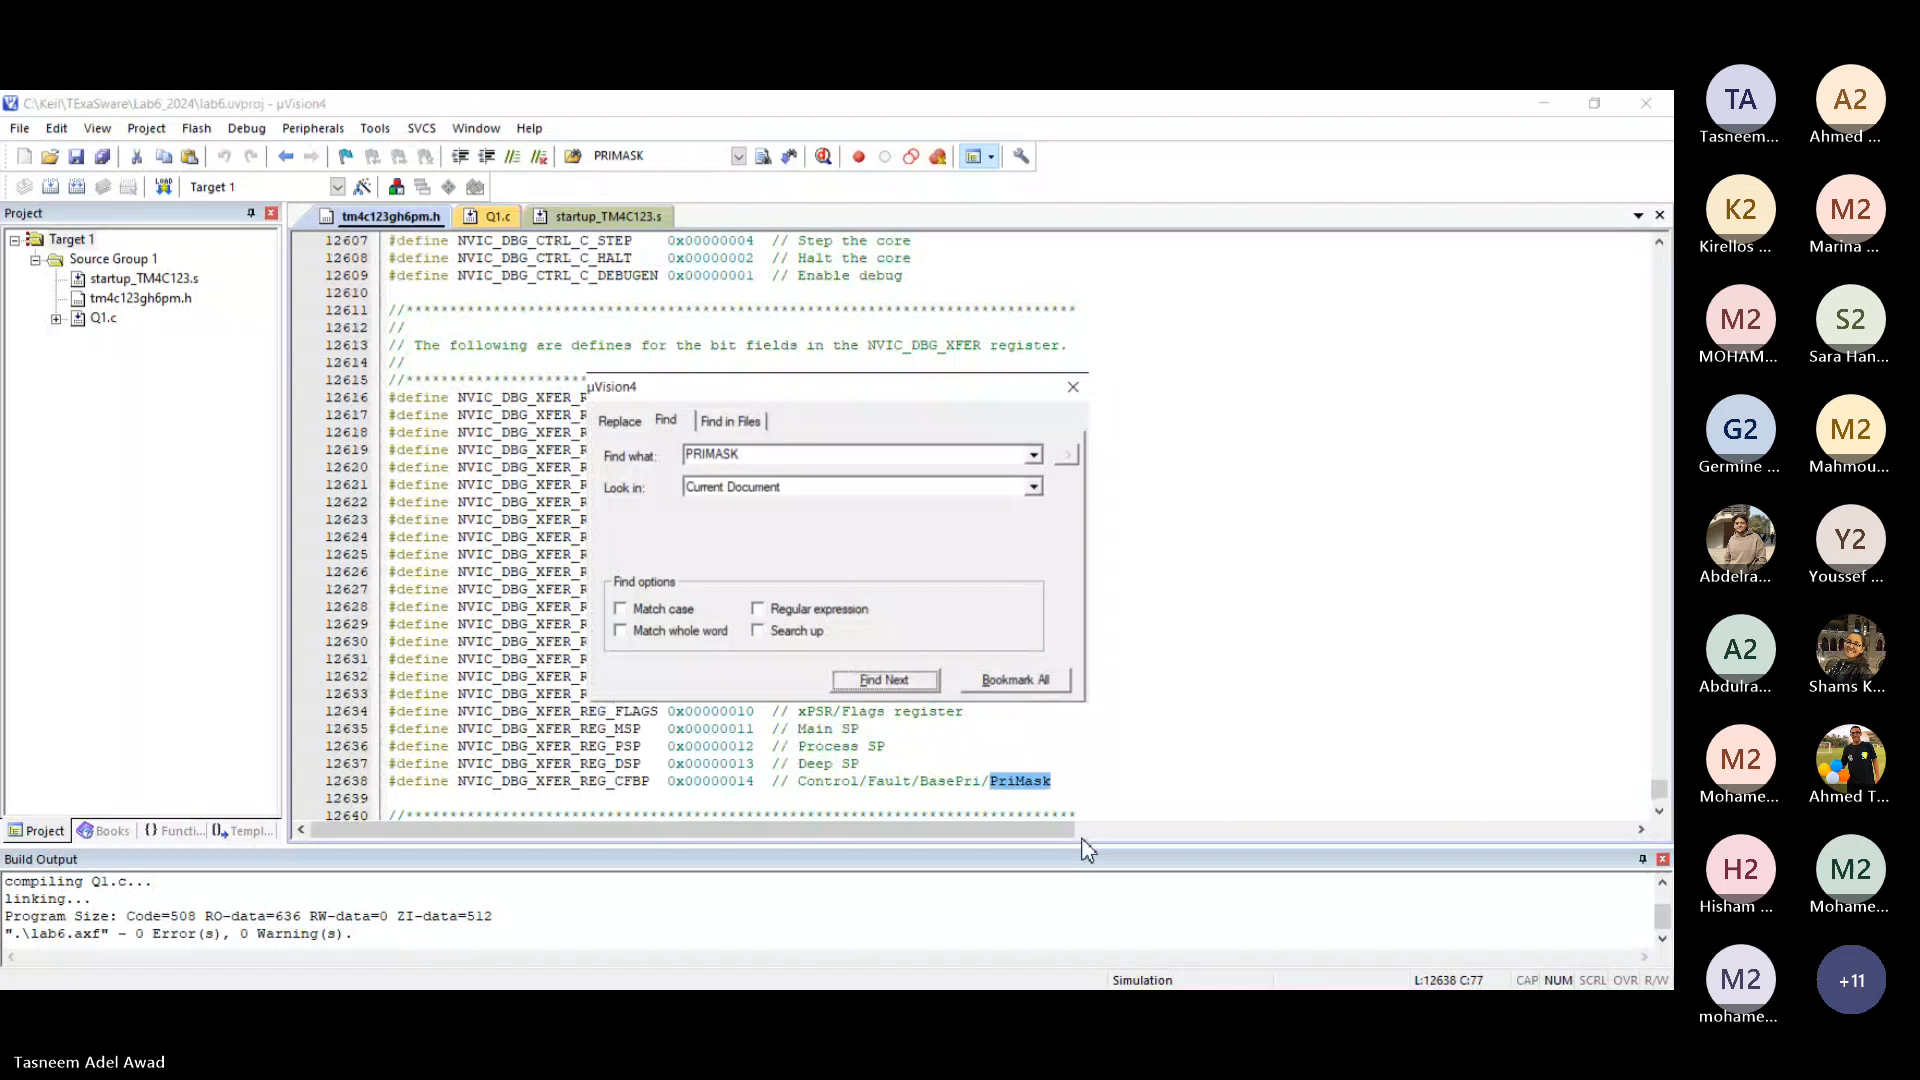 C:\Keil\TExaSware\Lab6_2024\lab6.uvproj - µVision4
File Edit View Project Flash Debug Peripherals Tools SVCS Window Help
PRIMASK
LOAD
Target 1
Project
Target 1
Source Group 1
startup_TM4C123.s
tm4c123gh6pm.h
Q1.c
Project
Books
{} Functi...
Templ...
tm4c123gh6pm.h
Q1.c
startup_TM4C123.s
12607 #define NVIC_DBG_CTRL_C_STEP 0x00000004 // Step the core
12608 #define NVIC_DBG_CTRL_C_HALT 0x00000002 // Halt the core
12609 #define NVIC_DBG_CTRL_C_DEBUGEN 0x00000001 // Enable debug
12610
12611 //******************************************************************************
12612 //
12613 // The following are defines for the bit fields in the NVIC_DBG_XFER register.
12614 //
12615 //*********************
12616 #define NVIC_DBG_XFER_R
12617 #define NVIC_DBG_XFER_R
12618 #define NVIC_DBG_XFER_R
12619 #define NVIC_DBG_XFER_R
12620 #define NVIC_DBG_XFER_R
12621 #define NVIC_DBG_XFER_R
12622 #define NVIC_DBG_XFER_R
12623 #define NVIC_DBG_XFER_R
12624 #define NVIC_DBG_XFER_R
12625 #define NVIC_DBG_XFER_R
12626 #define NVIC_DBG_XFER_R
12627 #define NVIC_DBG_XFER_R
12628 #define NVIC_DBG_XFER_R
12629 #define NVIC_DBG_XFER_R
12630 #define NVIC_DBG_XFER_R
12631 #define NVIC_DBG_XFER_R
12632 #define NVIC_DBG_XFER_R
12633 #define NVIC_DBG_XFER_R
12634 #define NVIC_DBG_XFER_REG_FLAGS 0x00000010 // xPSR/Flags register
12635 #define NVIC_DBG_XFER_REG_MSP 0x00000011 // Main SP
12636 #define NVIC_DBG_XFER_REG_PSP 0x00000012 // Process SP
12637 #define NVIC_DBG_XFER_REG_DSP 0x00000013 // Deep SP
12638 #define NVIC_DBG_XFER_REG_CFBP 0x00000014 // Control/Fault/BasePri/PriMask
12639
12640 //******************************************************************************
µVision4
Replace
Find
Find in Files
Find what: PRIMASK
Look in: Current Document
Find options
Match case
Regular expression
Match whole word
Search up
Find Next
Bookmark All
Build Output
compiling Q1.c...
linking...
Program Size: Code=508 RO-data=636 RW-data=0 ZI-data=512
".\lab6.axf" - 0 Error(s), 0 Warning(s).
Simulation
L:12638 C:77
CAP NUM SCRL OVR R/W
TA
Tasneem...
A2
Ahmed ...
K2
Kirellos ...
M2
Marina ...
M2
MOHAM...
S2
Sara Han...
G2
Germine ...
M2
Mahmou...
Abdelra...
Y2
Youssef ...
A2
Abdulra...
Shams K...
M2
Mohame...
Ahmed T...
H2
Hisham ...
M2
Mohame...
M2
mohame...
+11
Tasneem Adel Awad